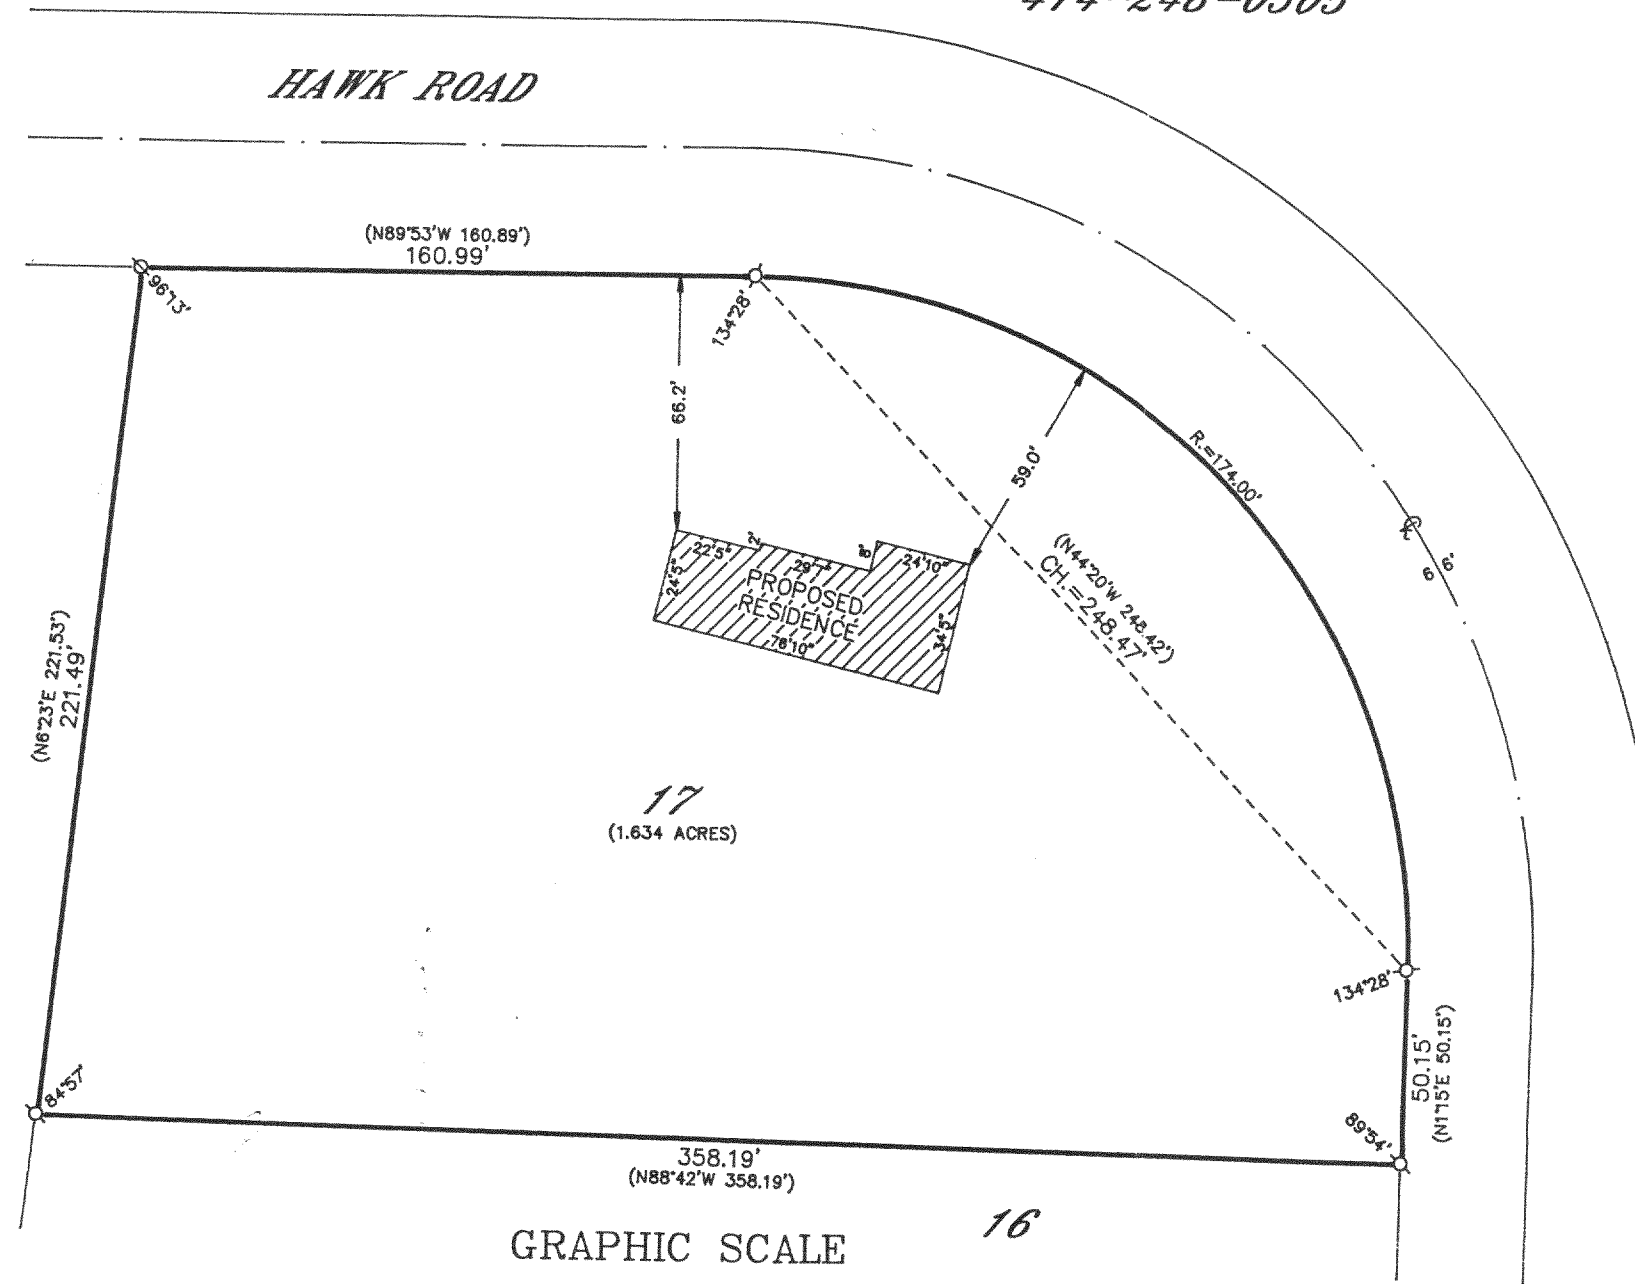 HAWK ROAD
(N89°53'W 160.89')
160.99'
96°13'
134°28'
66.2'
59.0'
R.=174.00'
(N44°20'W 248.42')
CH.=248.47'
22'5"
2'
29'7"
8'
24'10"
24'5"
PROPOSED
RESIDENCE
34'5"
76'10"
(N6°23'E 221.53')
221.49'
17
(1.634 ACRES)
134°28'
50.15'
(N1°15'E 50.15')
84°57'
89°54'
358.19'
(N88°42'W 358.19')
16
GRAPHIC SCALE